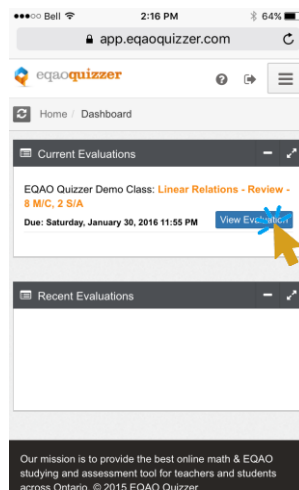 Bell 2:16 PM 64%
app.eqaoquizzer.com
eqaoquizzer
Home / Dashboard
Current Evaluations
EQAO Quizzer Demo Class: Linear Relations - Review -
8 M/C, 2 S/A
Due: Saturday, January 30, 2016 11:55 PM View Evaluation
Recent Evaluations
Our mission is to provide the best online math & EQAO
studying and assessment tool for teachers and students
across Ontario. © 2015 EQAO Quizzer